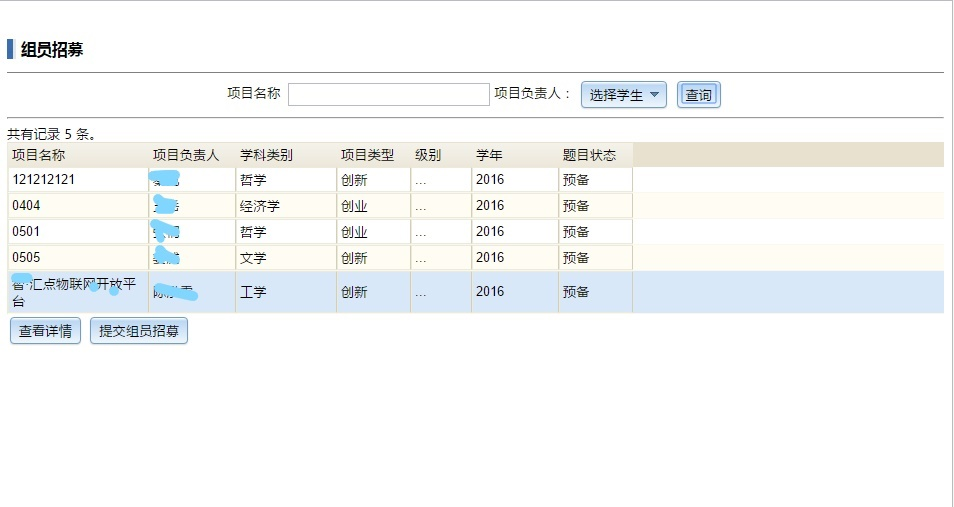 组员招募
项目名称 项目负责人： 选择学生 查询
共有记录 5 条。
项目名称 项目负责人 学科类别 项目类型 级别 学年 题目状态
121212121 哲学 创新 ... 2016 预备
0404 经济学 创业 ... 2016 预备
0501 哲学 创业 ... 2016 预备
0505 文学 创新 ... 2016 预备
汇点物联网开放平
台 工学 创新 ... 2016 预备
查看详情 提交组员招募